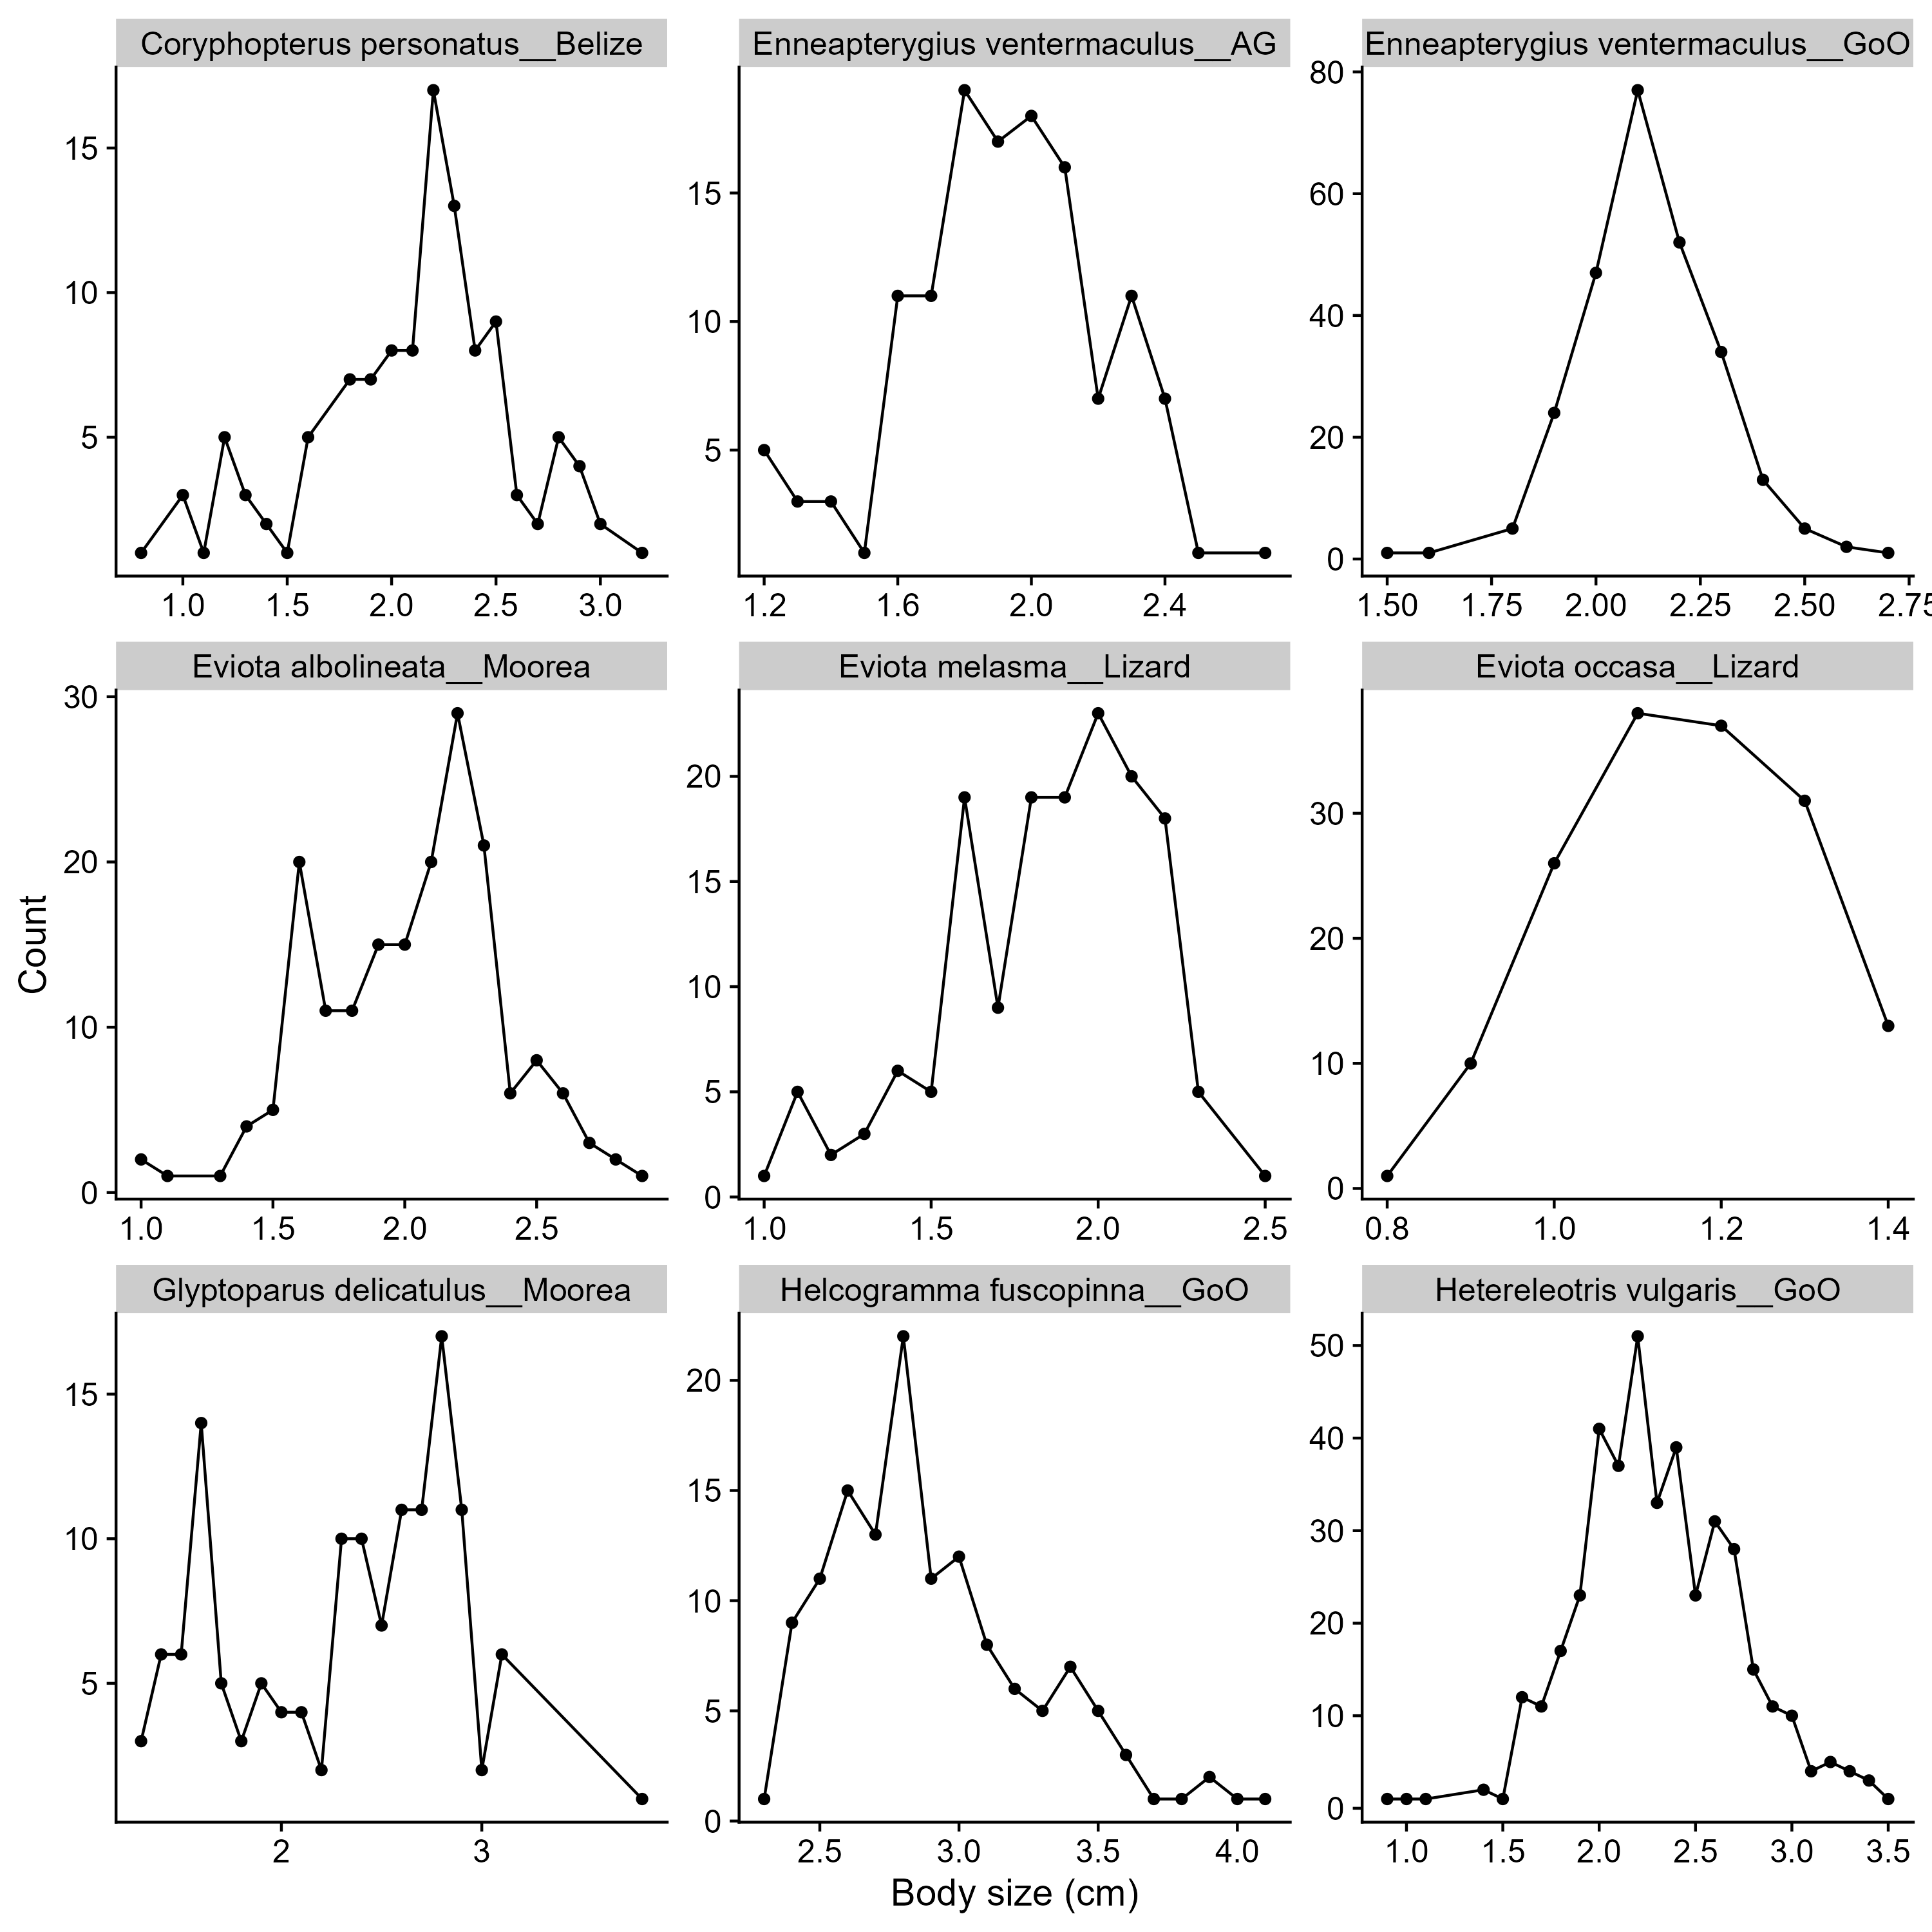 Coryphopterus personatus__Belize
Enneapterygius ventermaculus__AG
Enneapterygius ventermaculus__GoO
15
10
5
1.0 1.5 2.0 2.5 3.0
15
10
5
1.2 1.6 2.0 2.4
80
60
40
20
0
1.50 1.75 2.00 2.25 2.50 2.75
Eviota albolineata__Moorea
Eviota melasma__Lizard
Eviota occasa__Lizard
Count
30
20
10
0
1.0 1.5 2.0 2.5
20
15
10
5
0
1.0 1.5 2.0 2.5
30
20
10
0
0.8 1.0 1.2 1.4
Glyptoparus delicatulus__Moorea
Helcogramma fuscopinna__GoO
Hetereleotris vulgaris__GoO
15
10
5
2 3
20
15
10
5
0
2.5 3.0 3.5 4.0
50
40
30
20
10
0
1.0 1.5 2.0 2.5 3.0 3.5
Body size (cm)